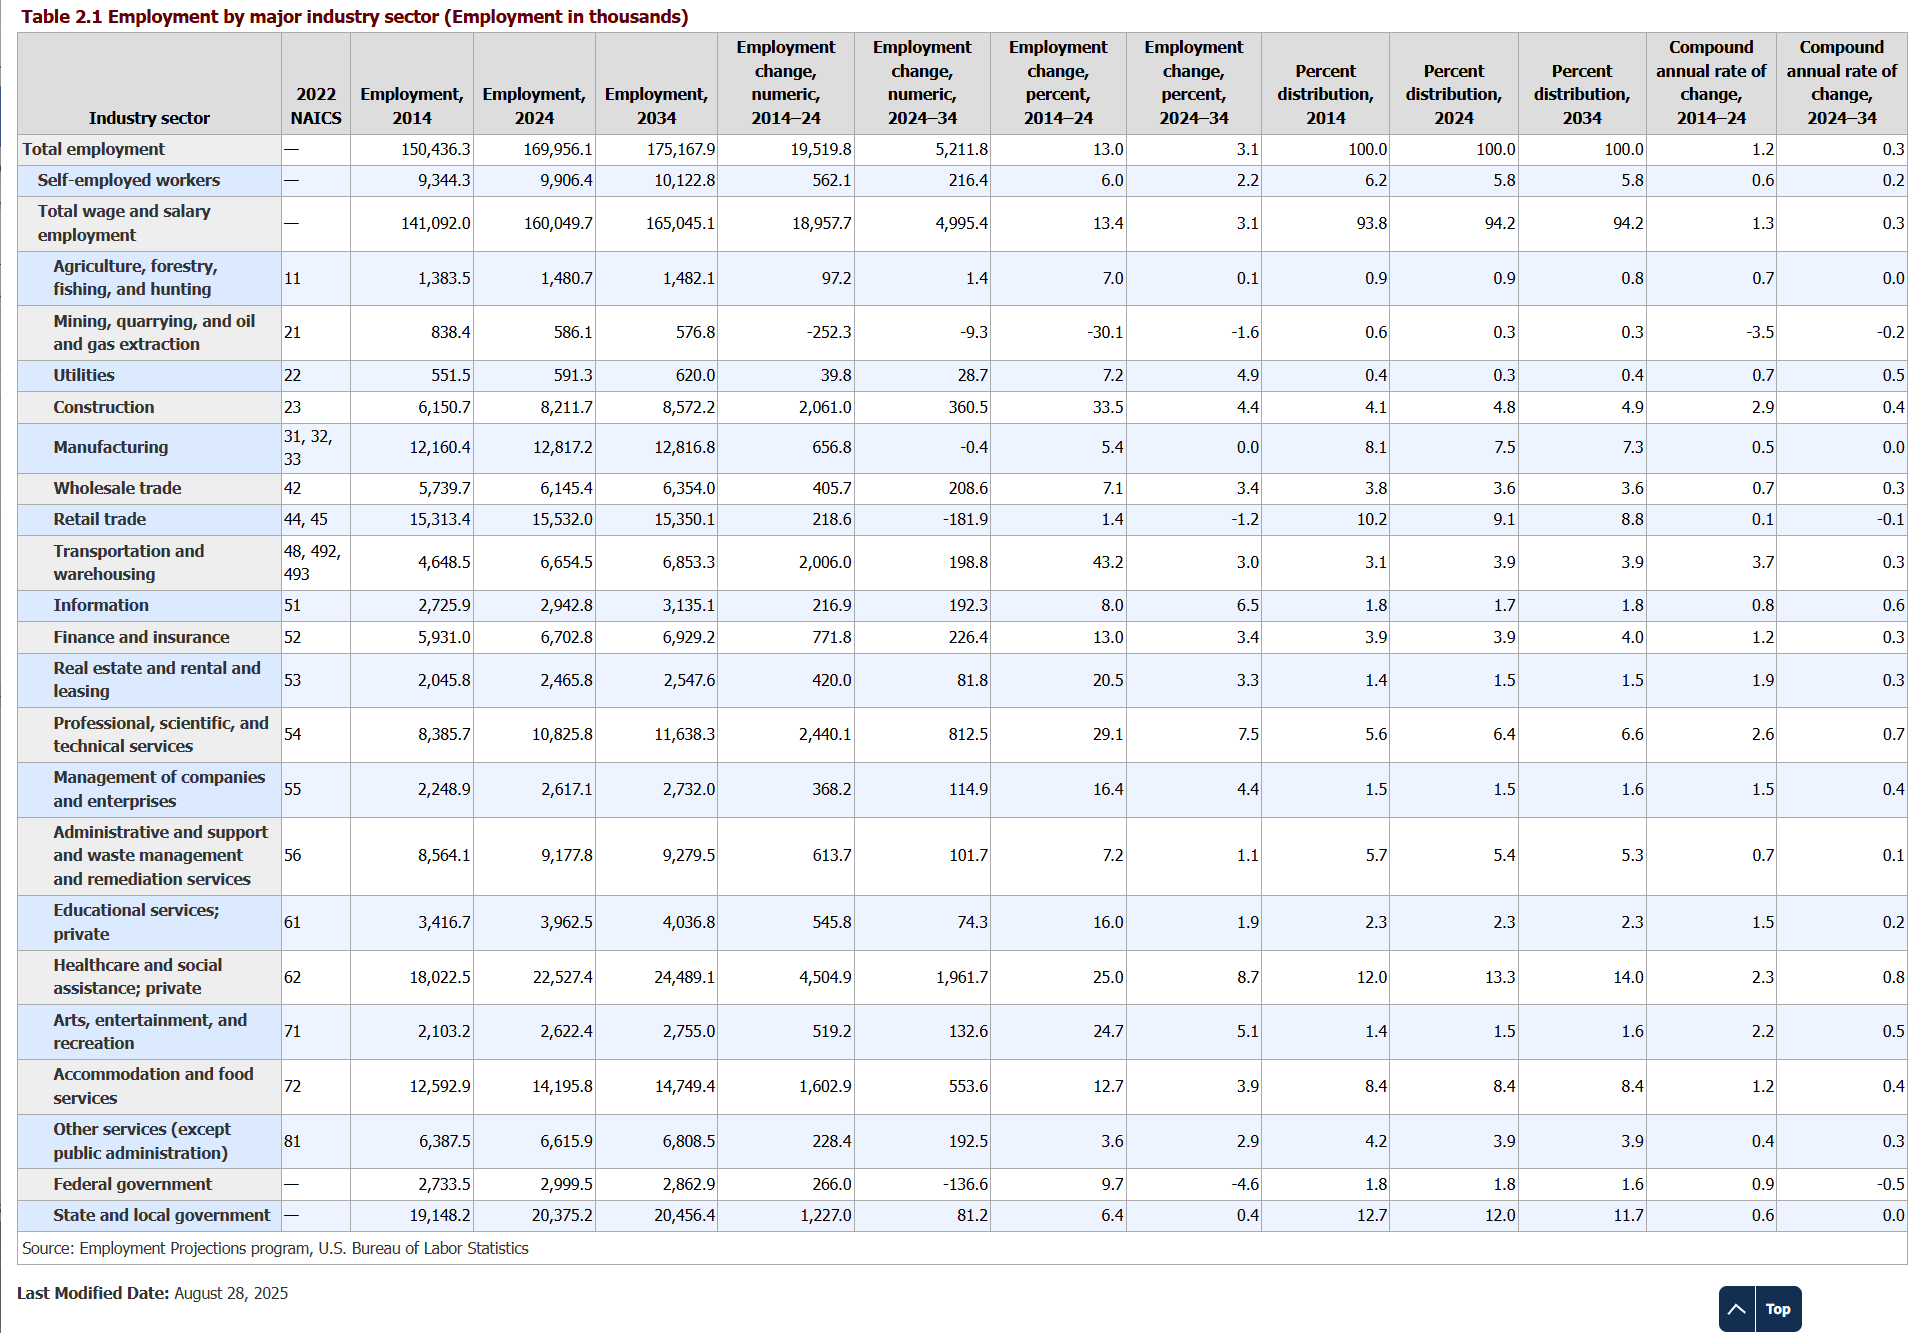 Table 2.1 Employment by major industry sector (Employment in thousands)
Industry sector | 2022 NAICS | Employment, 2014 | Employment, 2024 | Employment, 2034 | Employment change, numeric, 2014–24 | Employment change, numeric, 2024–34 | Employment change, percent, 2014–24 | Employment change, percent, 2024–34 | Percent distribution, 2014 | Percent distribution, 2024 | Percent distribution, 2034 | Compound annual rate of change, 2014–24 | Compound annual rate of change, 2024–34
Total employment | — | 150,436.3 | 169,956.1 | 175,167.9 | 19,519.8 | 5,211.8 | 13.0 | 3.1 | 100.0 | 100.0 | 100.0 | 1.2 | 0.3
Self-employed workers | — | 9,344.3 | 9,906.4 | 10,122.8 | 562.1 | 216.4 | 6.0 | 2.2 | 6.2 | 5.8 | 5.8 | 0.6 | 0.2
Total wage and salary employment | — | 141,092.0 | 160,049.7 | 165,045.1 | 18,957.7 | 4,995.4 | 13.4 | 3.1 | 93.8 | 94.2 | 94.2 | 1.3 | 0.3
Agriculture, forestry, fishing, and hunting | 11 | 1,383.5 | 1,480.7 | 1,482.1 | 97.2 | 1.4 | 7.0 | 0.1 | 0.9 | 0.9 | 0.8 | 0.7 | 0.0
Mining, quarrying, and oil and gas extraction | 21 | 838.4 | 586.1 | 576.8 | -252.3 | -9.3 | -30.1 | -1.6 | 0.6 | 0.3 | 0.3 | -3.5 | -0.2
Utilities | 22 | 551.5 | 591.3 | 620.0 | 39.8 | 28.7 | 7.2 | 4.9 | 0.4 | 0.3 | 0.4 | 0.7 | 0.5
Construction | 23 | 6,150.7 | 8,211.7 | 8,572.2 | 2,061.0 | 360.5 | 33.5 | 4.4 | 4.1 | 4.8 | 4.9 | 2.9 | 0.4
Manufacturing | 31, 32, 33 | 12,160.4 | 12,817.2 | 12,816.8 | 656.8 | -0.4 | 5.4 | 0.0 | 8.1 | 7.5 | 7.3 | 0.5 | 0.0
Wholesale trade | 42 | 5,739.7 | 6,145.4 | 6,354.0 | 405.7 | 208.6 | 7.1 | 3.4 | 3.8 | 3.6 | 3.6 | 0.7 | 0.3
Retail trade | 44, 45 | 15,313.4 | 15,532.0 | 15,350.1 | 218.6 | -181.9 | 1.4 | -1.2 | 10.2 | 9.1 | 8.8 | 0.1 | -0.1
Transportation and warehousing | 48, 492, 493 | 4,648.5 | 6,654.5 | 6,853.3 | 2,006.0 | 198.8 | 43.2 | 3.0 | 3.1 | 3.9 | 3.9 | 3.7 | 0.3
Information | 51 | 2,725.9 | 2,942.8 | 3,135.1 | 216.9 | 192.3 | 8.0 | 6.5 | 1.8 | 1.7 | 1.8 | 0.8 | 0.6
Finance and insurance | 52 | 5,931.0 | 6,702.8 | 6,929.2 | 771.8 | 226.4 | 13.0 | 3.4 | 3.9 | 3.9 | 4.0 | 1.2 | 0.3
Real estate and rental and leasing | 53 | 2,045.8 | 2,465.8 | 2,547.6 | 420.0 | 81.8 | 20.5 | 3.3 | 1.4 | 1.5 | 1.5 | 1.9 | 0.3
Professional, scientific, and technical services | 54 | 8,385.7 | 10,825.8 | 11,638.3 | 2,440.1 | 812.5 | 29.1 | 7.5 | 5.6 | 6.4 | 6.6 | 2.6 | 0.7
Management of companies and enterprises | 55 | 2,248.9 | 2,617.1 | 2,732.0 | 368.2 | 114.9 | 16.4 | 4.4 | 1.5 | 1.5 | 1.6 | 1.5 | 0.4
Administrative and support and waste management and remediation services | 56 | 8,564.1 | 9,177.8 | 9,279.5 | 613.7 | 101.7 | 7.2 | 1.1 | 5.7 | 5.4 | 5.3 | 0.7 | 0.1
Educational services; private | 61 | 3,416.7 | 3,962.5 | 4,036.8 | 545.8 | 74.3 | 16.0 | 1.9 | 2.3 | 2.3 | 2.3 | 1.5 | 0.2
Healthcare and social assistance; private | 62 | 18,022.5 | 22,527.4 | 24,489.1 | 4,504.9 | 1,961.7 | 25.0 | 8.7 | 12.0 | 13.3 | 14.0 | 2.3 | 0.8
Arts, entertainment, and recreation | 71 | 2,103.2 | 2,622.4 | 2,755.0 | 519.2 | 132.6 | 24.7 | 5.1 | 1.4 | 1.5 | 1.6 | 2.2 | 0.5
Accommodation and food services | 72 | 12,592.9 | 14,195.8 | 14,749.4 | 1,602.9 | 553.6 | 12.7 | 3.9 | 8.4 | 8.4 | 8.4 | 1.2 | 0.4
Other services (except public administration) | 81 | 6,387.5 | 6,615.9 | 6,808.5 | 228.4 | 192.5 | 3.6 | 2.9 | 4.2 | 3.9 | 3.9 | 0.4 | 0.3
Federal government | — | 2,733.5 | 2,999.5 | 2,862.9 | 266.0 | -136.6 | 9.7 | -4.6 | 1.8 | 1.8 | 1.6 | 0.9 | -0.5
State and local government | — | 19,148.2 | 20,375.2 | 20,456.4 | 1,227.0 | 81.2 | 6.4 | 0.4 | 12.7 | 12.0 | 11.7 | 0.6 | 0.0
Source: Employment Projections program, U.S. Bureau of Labor Statistics
Last Modified Date: August 28, 2025
Top